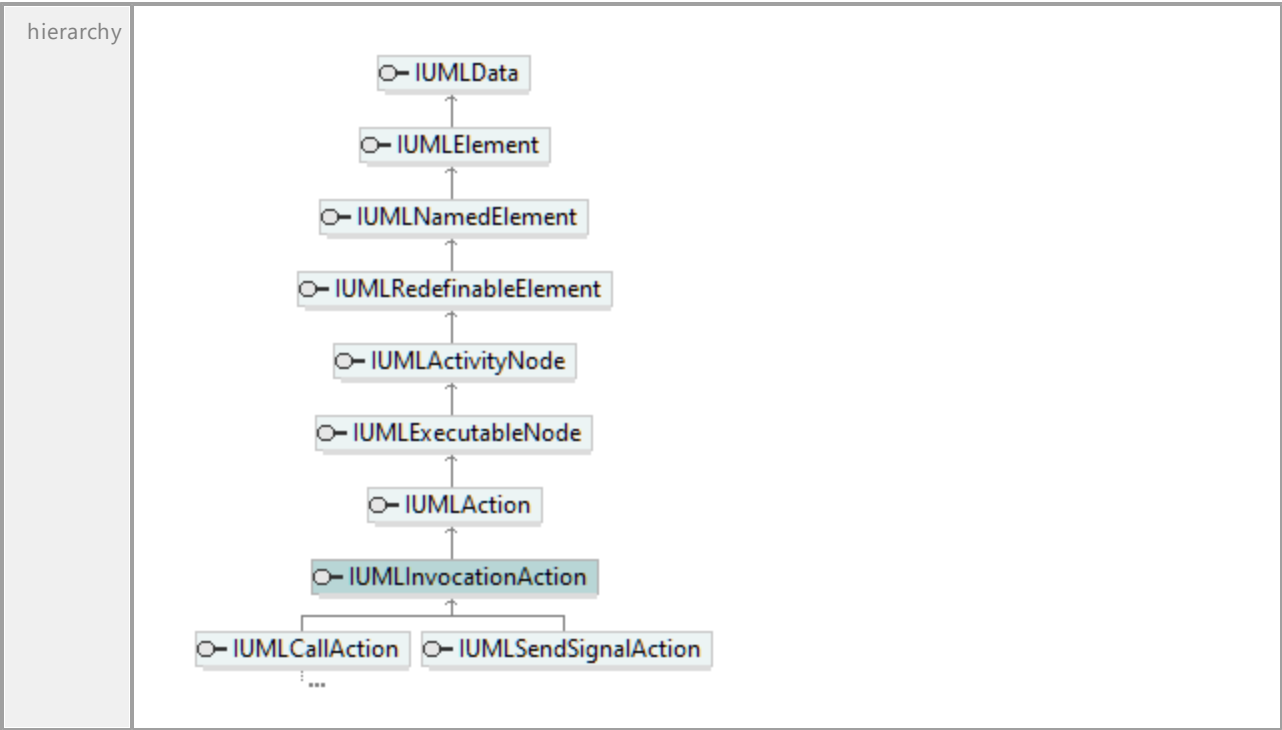 hierarchy
IUMLData
IUMLElement
IUMLNamedElement
IUMLRedefinableElement
IUMLActivityNode
IUMLExecutableNode
IUMLAction
IUMLInvocationAction
IUMLCallAction IUMLSendSignalAction
...